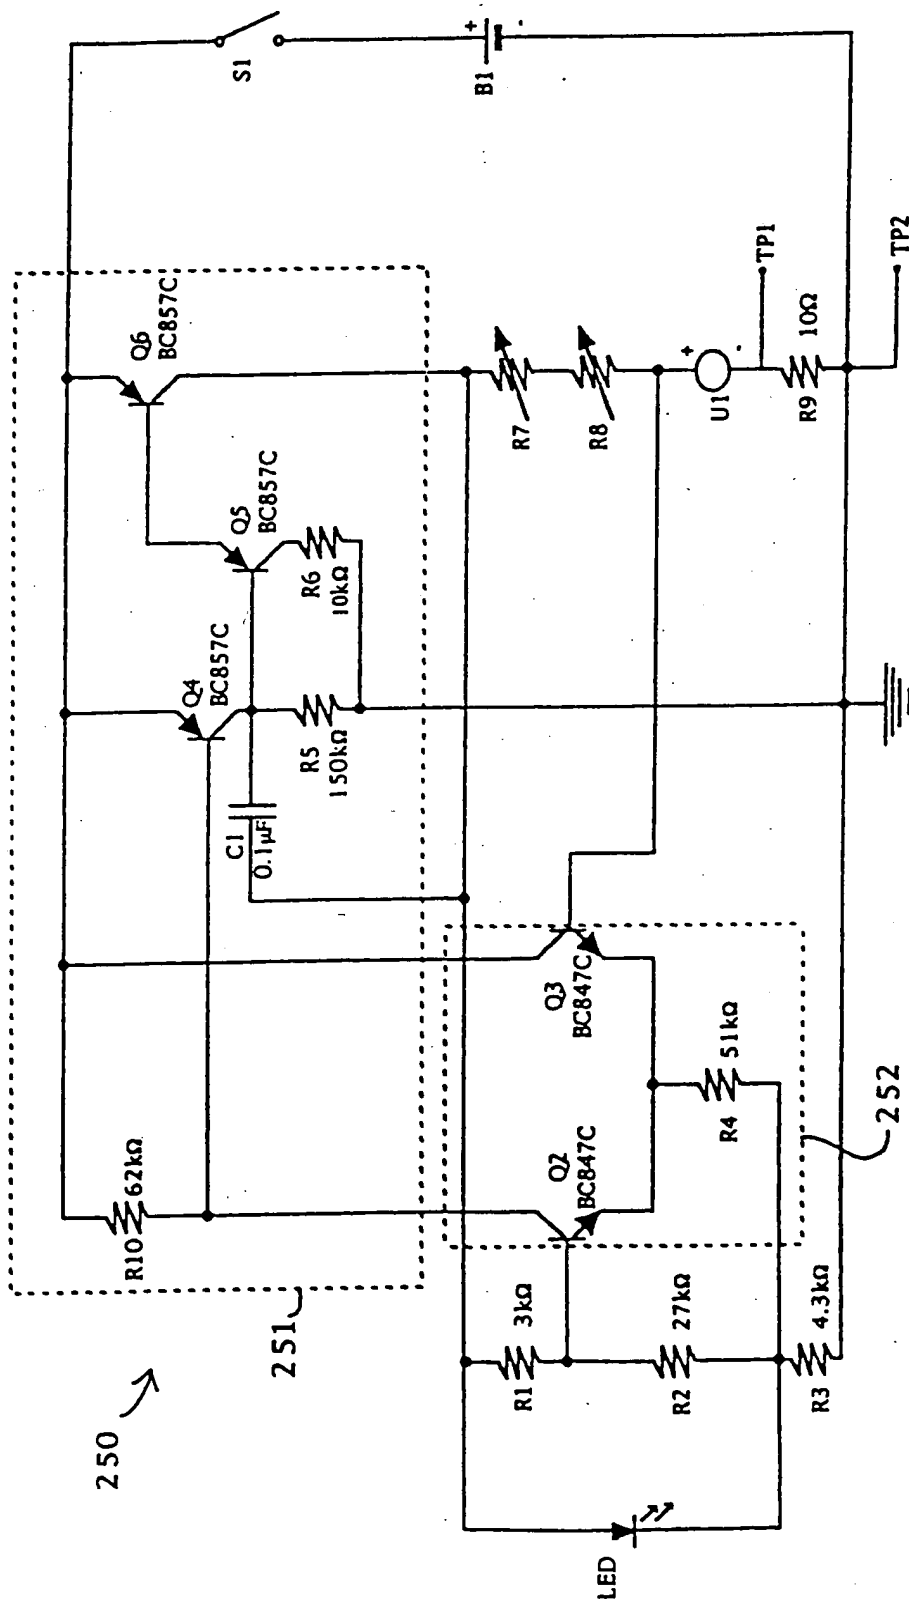 250
251
R10 62kΩ
Q4
BC857C
Q5
BC857C
Q6
BC857C
C1
0.1μF
R5
150kΩ
R6
10kΩ
S1
+
B1
LED
R1
3kΩ
R2
27kΩ
R3
4.3kΩ
Q2
BC847C
Q3
BC847C
R4
51kΩ
252
R7
R8
+
U1
-
TP1
R9
10Ω
TP2